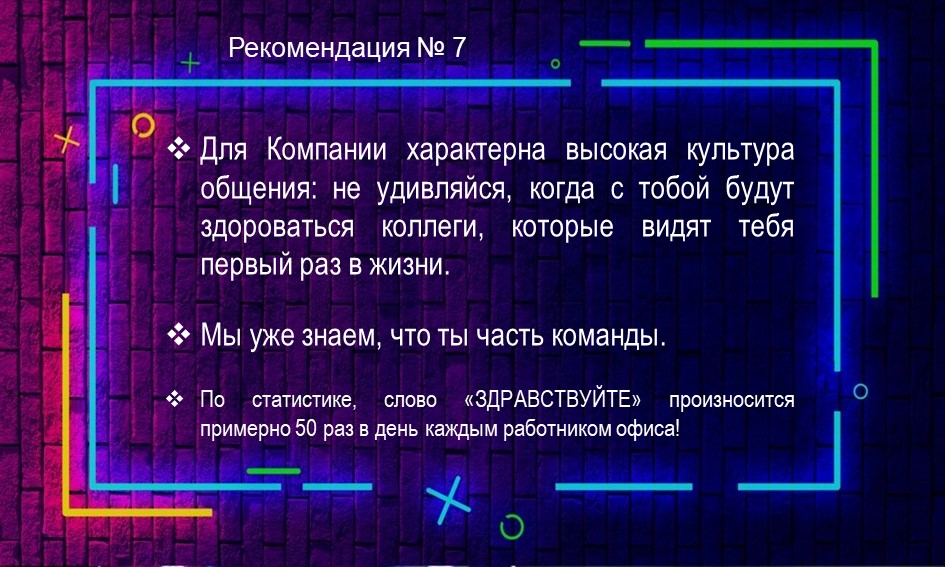 Рекомендация № 7
❖ Для Компании характерна высокая культура
общения: не удивляйся, когда с тобой будут
здороваться коллеги, которые видят тебя
первый раз в жизни.
❖ Мы уже знаем, что ты часть команды.
❖ По статистике, слово «ЗДРАВСТВУЙТЕ» произносится
примерно 50 раз в день каждым работником офиса!